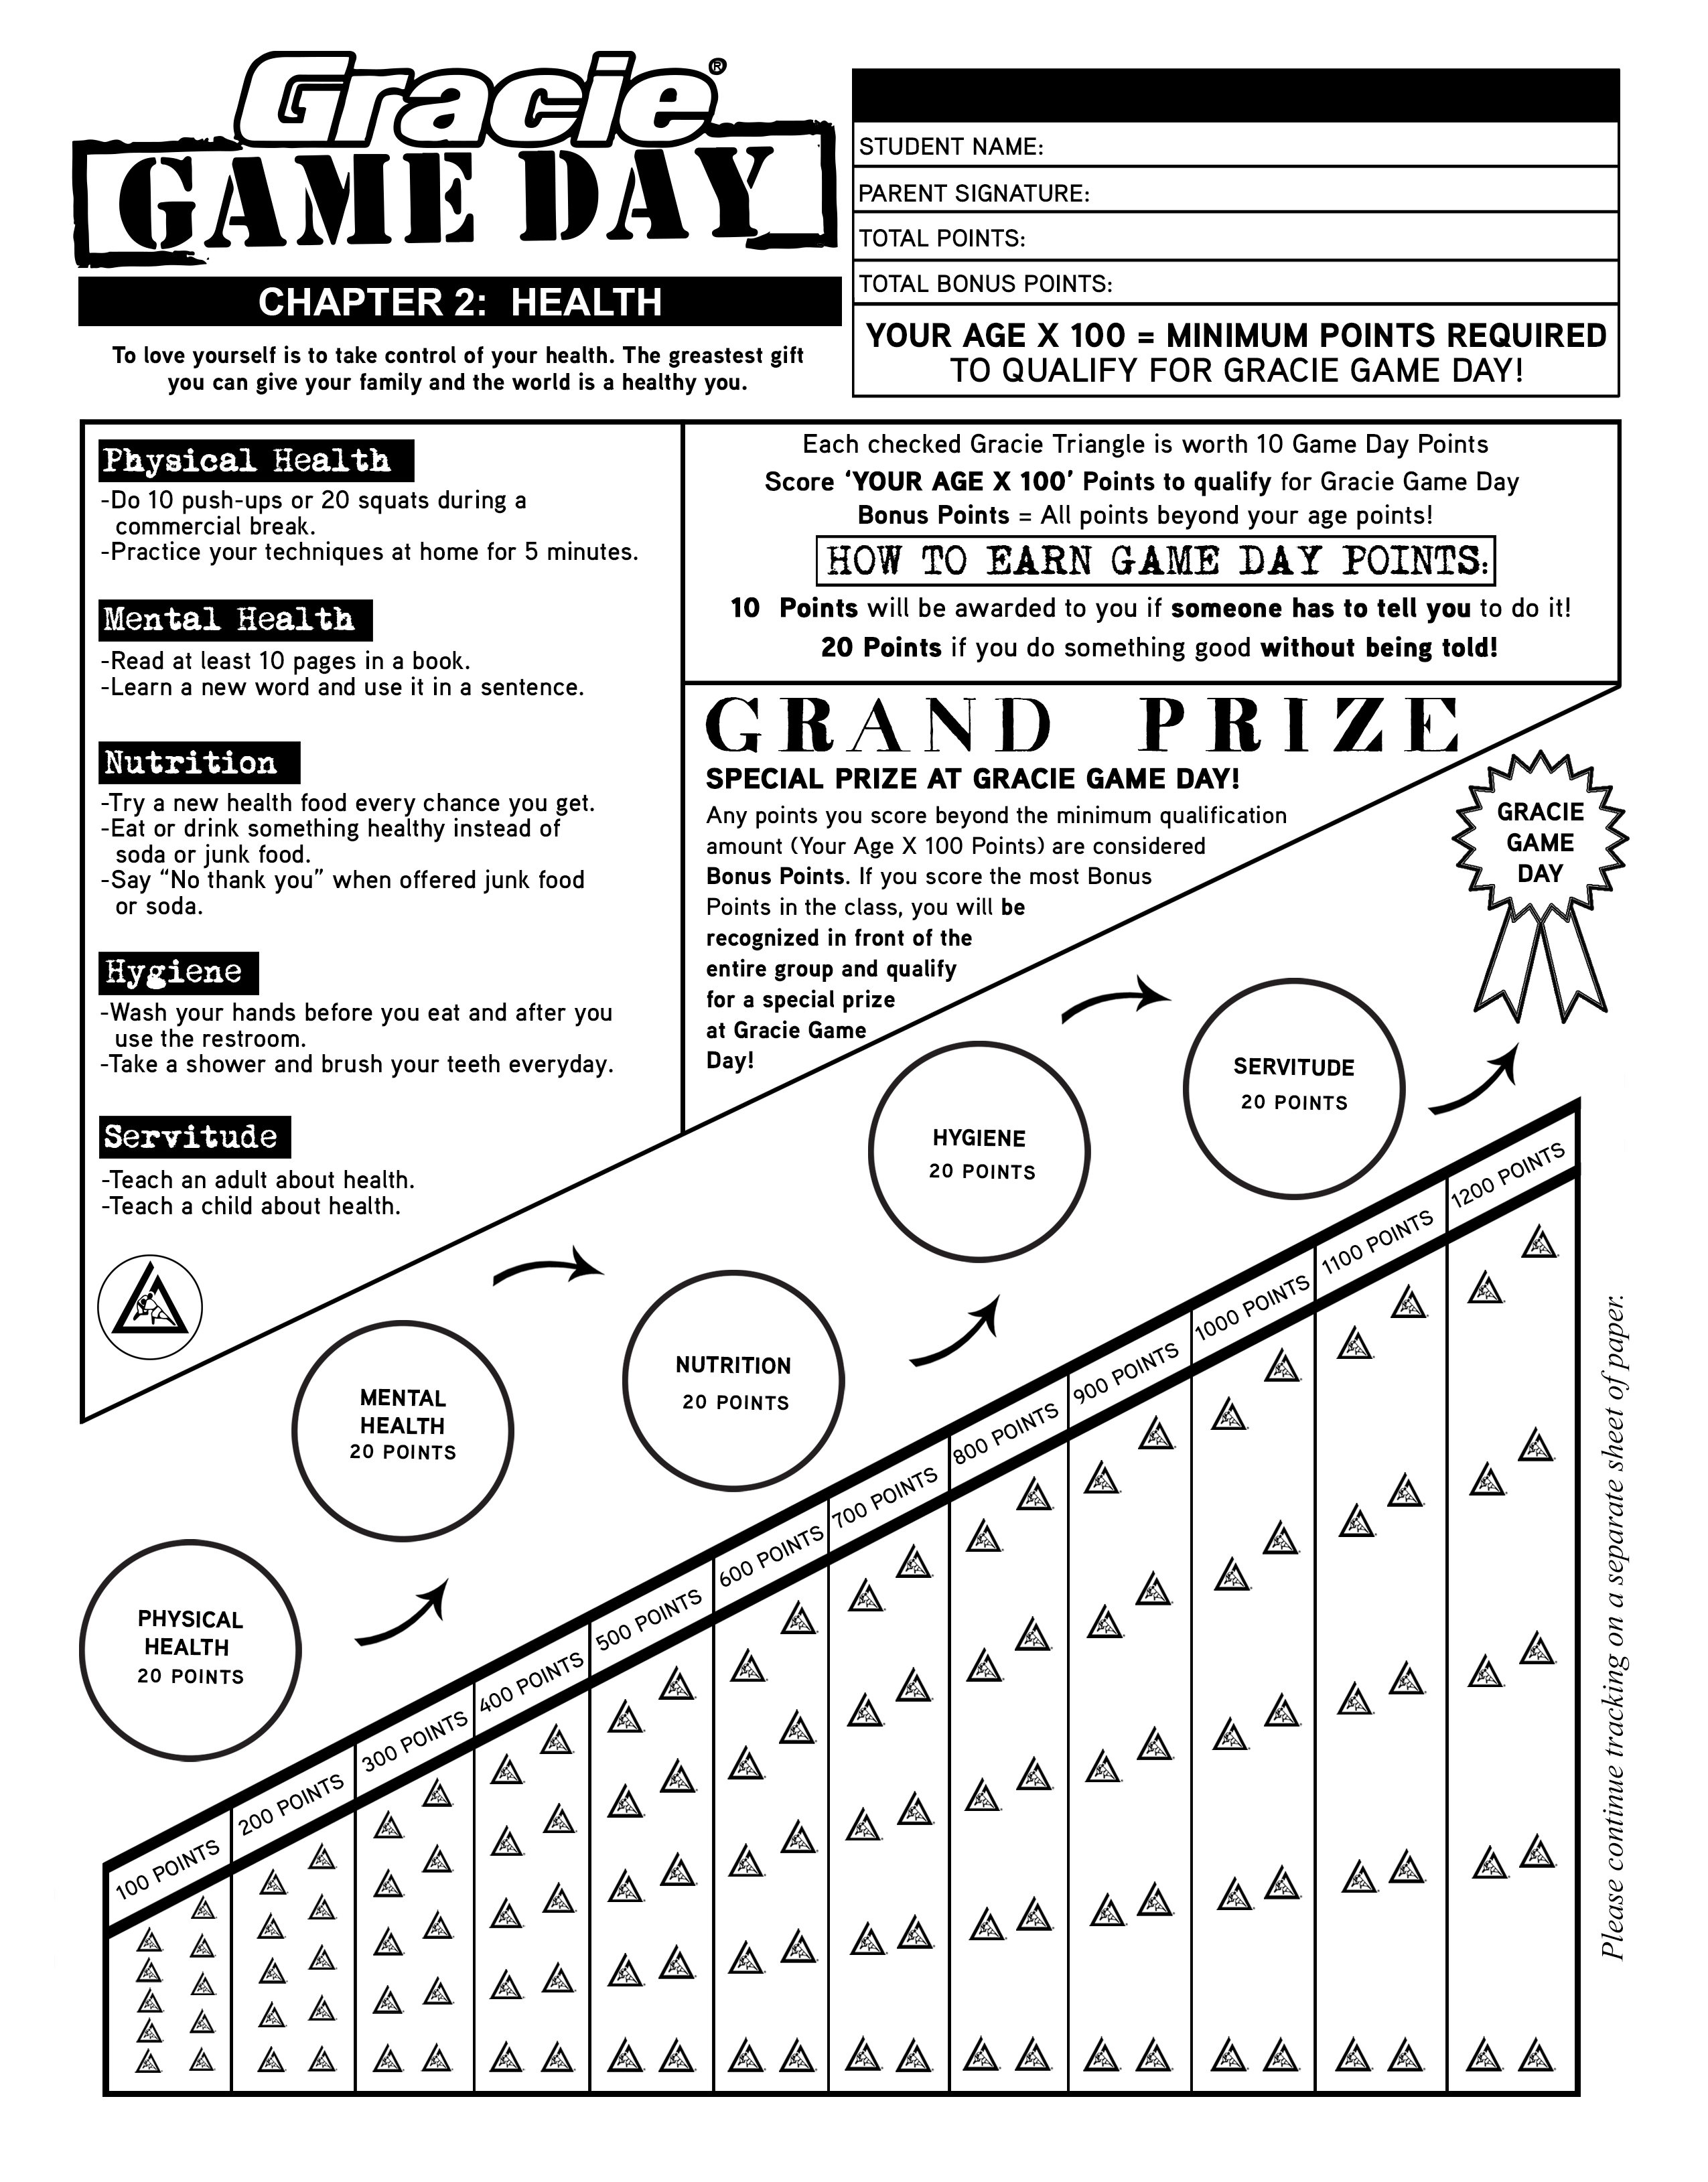 Gracie®
GAME DAY
CHAPTER 2: HEALTH
To love yourself is to take control of your health. The greastest gift
you can give your family and the world is a healthy you.
STUDENT NAME:
PARENT SIGNATURE:
TOTAL POINTS:
TOTAL BONUS POINTS:
YOUR AGE X 100 = MINIMUM POINTS REQUIRED
TO QUALIFY FOR GRACIE GAME DAY!
Physical Health
-Do 10 push-ups or 20 squats during a
commercial break.
-Practice your techniques at home for 5 minutes.
Mental Health
-Read at least 10 pages in a book.
-Learn a new word and use it in a sentence.
Nutrition
-Try a new health food every chance you get.
-Eat or drink something healthy instead of
soda or junk food.
-Say “No thank you” when offered junk food
or soda.
Hygiene
-Wash your hands before you eat and after you
use the restroom.
-Take a shower and brush your teeth everyday.
Servitude
-Teach an adult about health.
-Teach a child about health.
Each checked Gracie Triangle is worth 10 Game Day Points
Score ‘YOUR AGE X 100’ Points to qualify for Gracie Game Day
Bonus Points = All points beyond your age points!
HOW TO EARN GAME DAY POINTS:
10 Points will be awarded to you if someone has to tell you to do it!
20 Points if you do something good without being told!
GRAND PRIZE
SPECIAL PRIZE AT GRACIE GAME DAY!
Any points you score beyond the minimum qualification
amount (Your Age X 100 Points) are considered
Bonus Points. If you score the most Bonus
Points in the class, you will be
recognized in front of the
entire group and qualify
for a special prize
at Gracie Game
Day!
GRACIE
GAME
DAY
PHYSICAL
HEALTH
20 POINTS
MENTAL
HEALTH
20 POINTS
NUTRITION
20 POINTS
HYGIENE
20 POINTS
SERVITUDE
20 POINTS
100 POINTS
200 POINTS
300 POINTS
400 POINTS
500 POINTS
600 POINTS
700 POINTS
800 POINTS
900 POINTS
1000 POINTS
1100 POINTS
1200 POINTS
Please continue tracking on a separate sheet of paper.